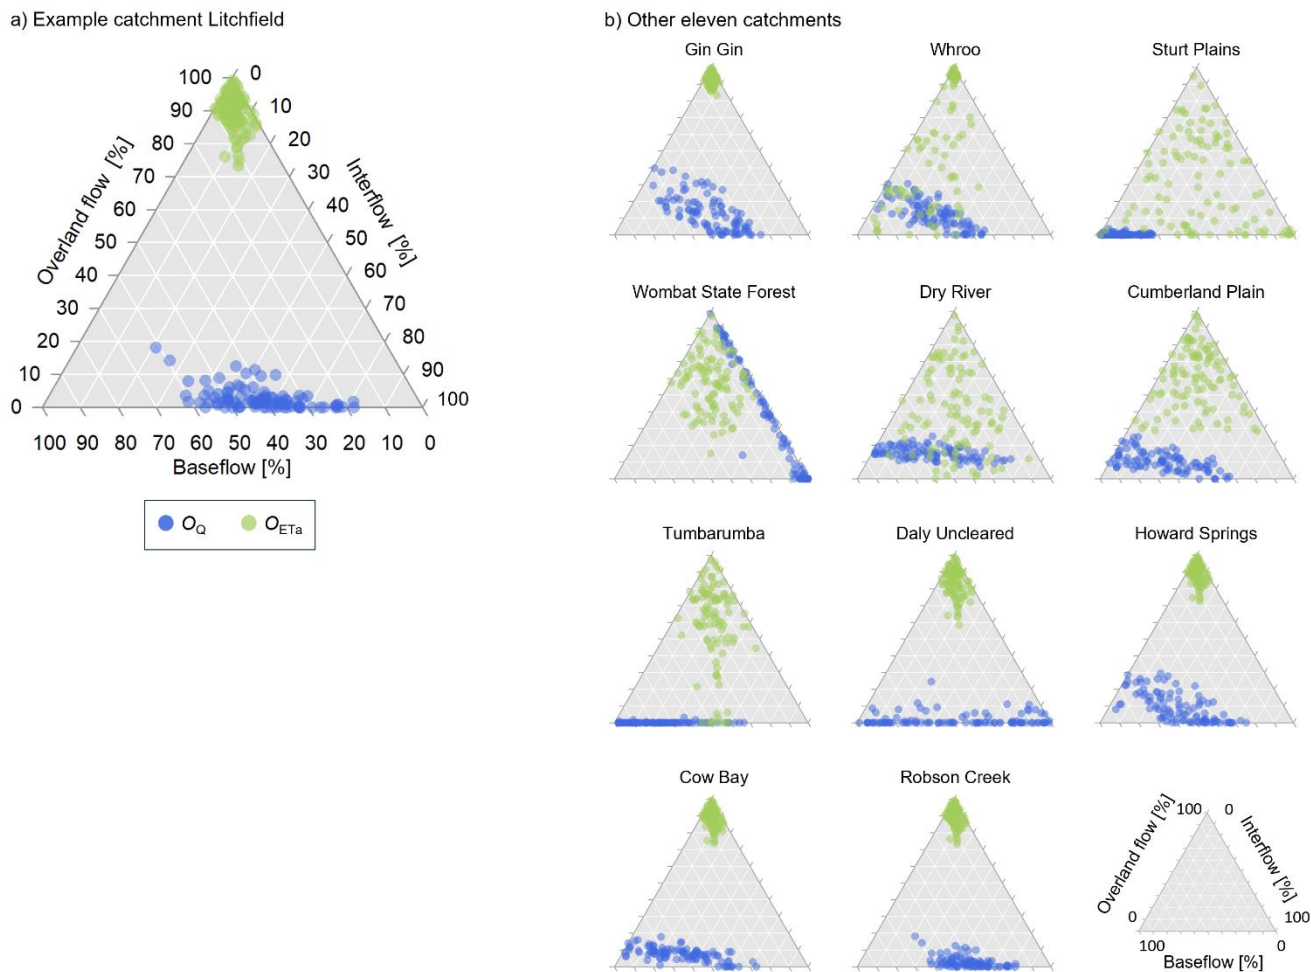 a) Example catchment Litchfield
100
90
80
70
60
50
40
30
20
10
0
Overland flow [%]
0
10
20
30
40
50
60
70
80
90
100
Interflow [%]
100 90 80 70 60 50 40 30 20 10 0
Baseflow [%]
O_Q O_ETa
b) Other eleven catchments
Gin Gin Whroo Sturt Plains
Wombat State Forest Dry River Cumberland Plain
Tumbarumba Daly Uncleared Howard Springs
Cow Bay Robson Creek
100 0
Overland flow [%]
Interflow [%]
0 100
100 0
Baseflow [%]